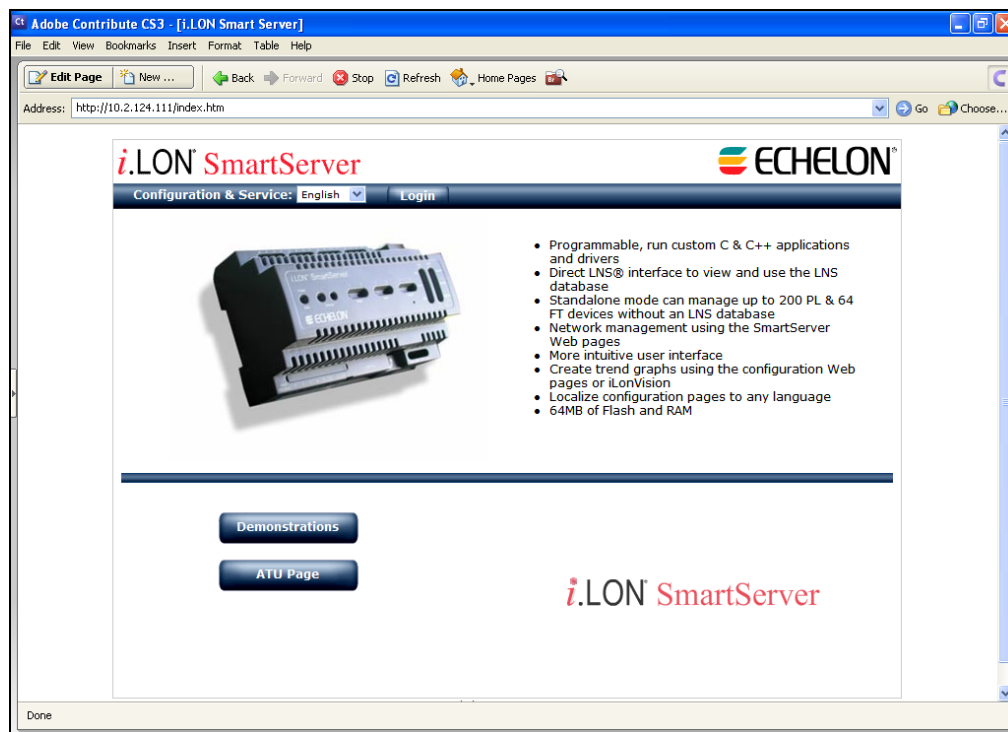 Ct Adobe Contribute CS3 - [i.LON Smart Server]
File Edit View Bookmarks Insert Format Table Help
Edit Page New ... Back Forward Stop Refresh Home Pages
Address: http://10.2.124.111/index.htm Go Choose...
i.LON® SmartServer ECHELON®
Configuration & Service: English Login
• Programmable, run custom C & C++ applications
and drivers
• Direct LNS® interface to view and use the LNS
database
• Standalone mode can manage up to 200 PL & 64
FT devices without an LNS database
• Network management using the SmartServer
Web pages
• More intuitive user interface
• Create trend graphs using the configuration Web
pages or iLonVision
• Localize configuration pages to any language
• 64MB of Flash and RAM
i.LON SmartServer
ECHELON
Demonstrations
ATU Page
i.LON® SmartServer
Done